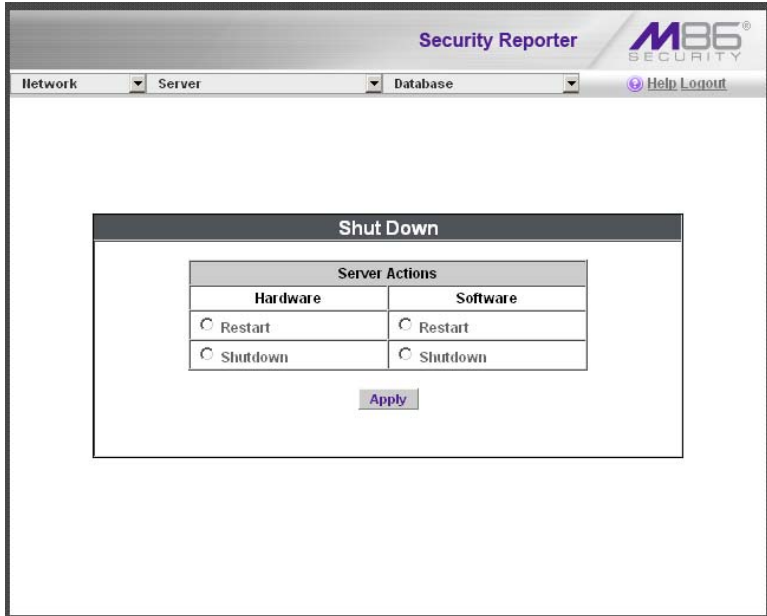 Security Reporter
M86®
SECURITY
Network Server Database Help Logout
Shut Down
Server Actions
Hardware Software
Restart Restart
Shutdown Shutdown
Apply